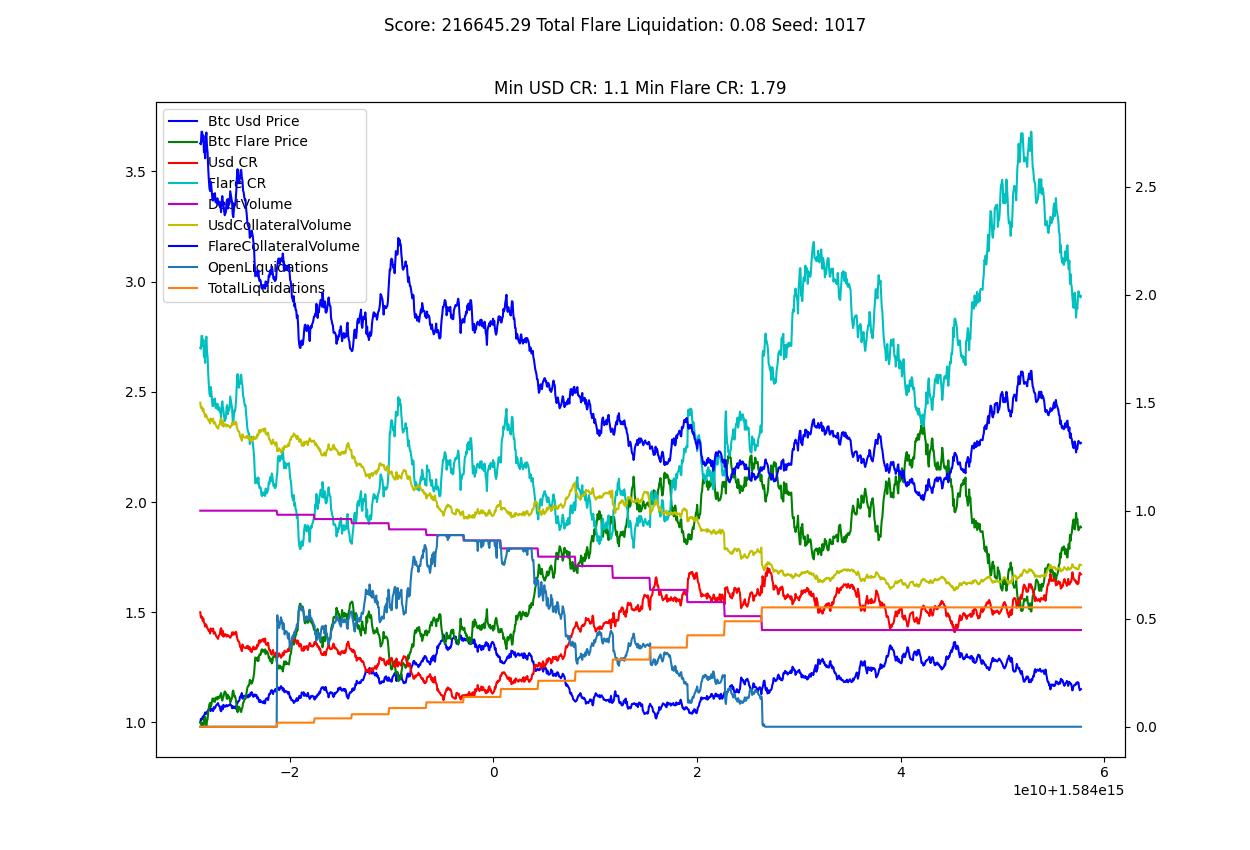 Score: 216645.29 Total Flare Liquidation: 0.08 Seed: 1017
Min USD CR: 1.1 Min Flare CR: 1.79
Btc Usd Price
Btc Flare Price
Usd CR
Flare CR
DebtVolume
UsdCollateralVolume
FlareCollateralVolume
OpenLiquidations
TotalLiquidations
3.5
3.0
2.5
2.0
1.5
1.0
2.5
2.0
1.5
1.0
0.5
0.0
−2
0
2
4
6
1e10+1.584e15